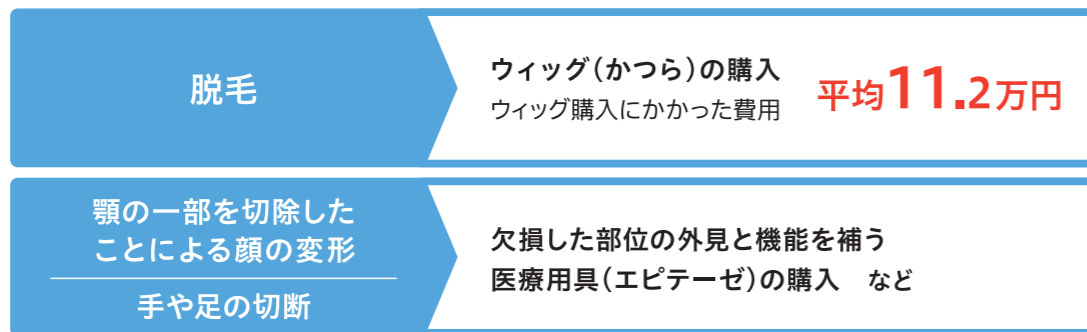 脱毛
ウィッグ（かつら）の購入
ウィッグ購入にかかった費用
平均11.2万円
顎の一部を切除した
ことによる顔の変形
手や足の切断
欠損した部位の外見と機能を補う
医療用具（エピテーゼ）の購入　など